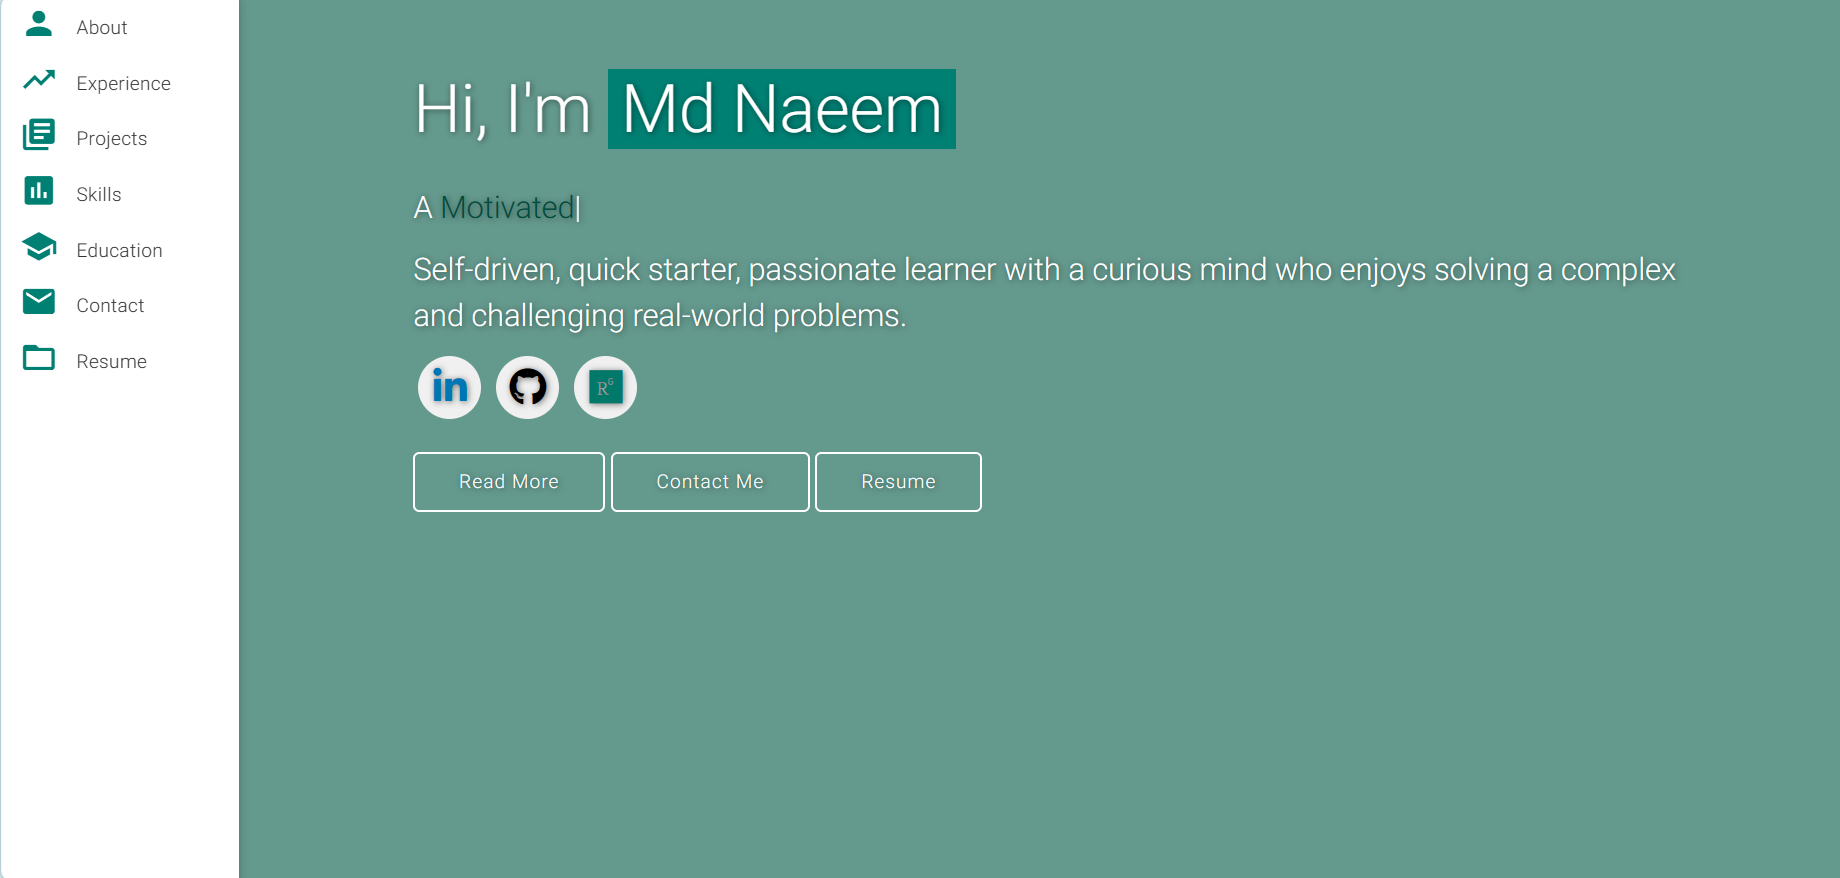 About
Experience
Projects
Skills
Education
Contact
Resume
Hi, I'm Md Naeem
A Motivated|
Self-driven, quick starter, passionate learner with a curious mind who enjoys solving a complex
and challenging real-world problems.
in
RG
Read More
Contact Me
Resume